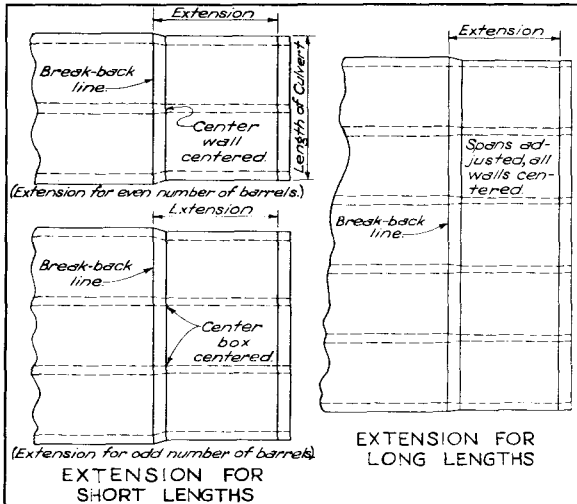 Extension
Break-back
line.
Center
wall
centered.
Length of Culvert
(Extension for even number of barrels.)
Extension
Break-back
line.
Center
box
centered.
(Extension for odd number of barrels)
EXTENSION FOR
SHORT LENGTHS
Extension
Spans ad-
justed, all
walls cen-
tered.
Break-back
line.
EXTENSION FOR
LONG LENGTHS